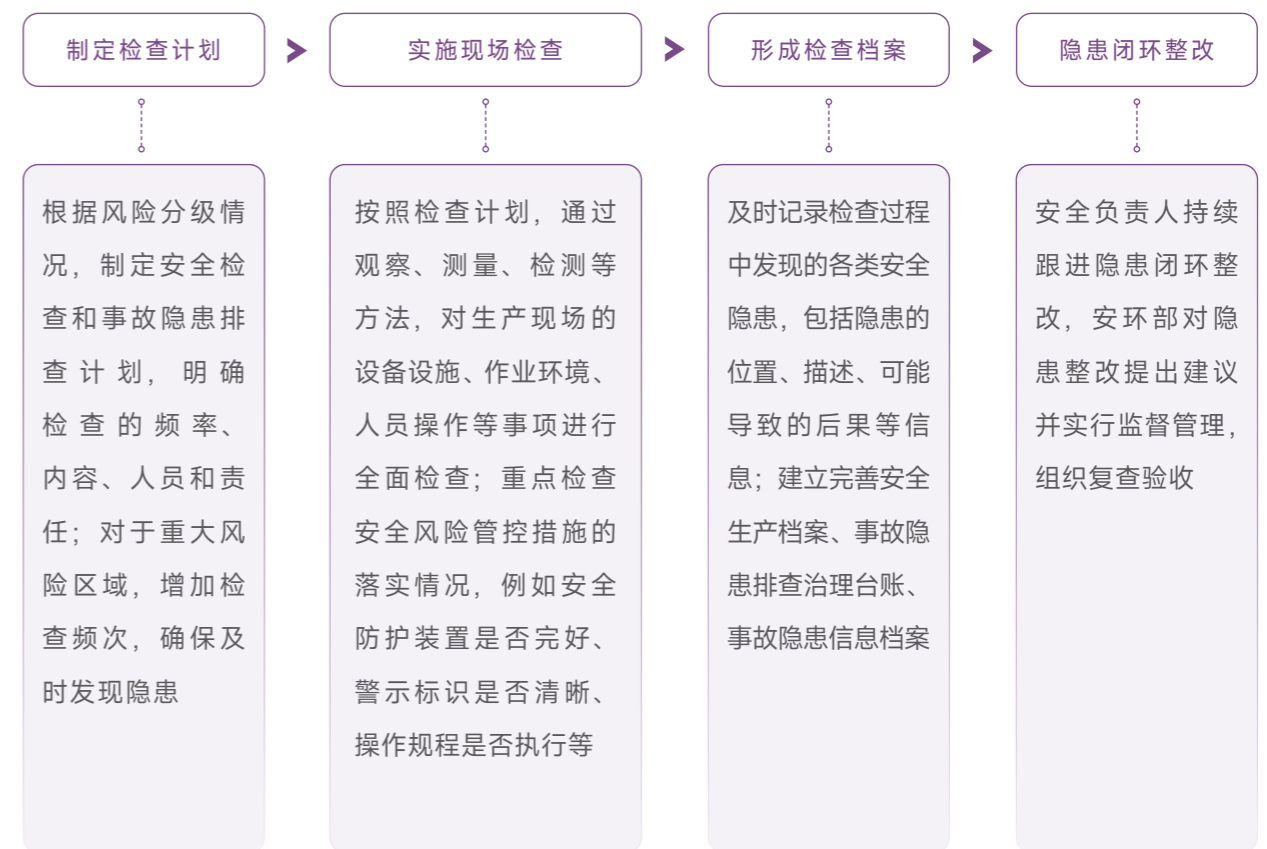 制定检查计划
实施现场检查
形成检查档案
隐患闭环整改
根据风险分级情
况，制定安全检
查和事故隐患排
查计划，明确
检查的频率、
内容、人员和责
任；对于重大风
险区域，增加检
查频次，确保及
时发现隐患
按照检查计划，通过
观察、测量、检测等
方法，对生产现场的
设备设施、作业环境、
人员操作等事项进行
全面检查；重点检查
安全风险管控措施的
落实情况，例如安全
防护装置是否完好、
警示标识是否清晰、
操作规程是否执行等
及时记录检查过程
中发现的各类安全
隐患，包括隐患的
位置、描述、可能
导致的后果等信
息；建立完善安全
生产档案、事故隐
患排查治理台账、
事故隐患信息档案
安全负责人持续
跟进隐患闭环整
改，安环部对隐
患整改提出建议
并实行监督管理，
组织复查验收